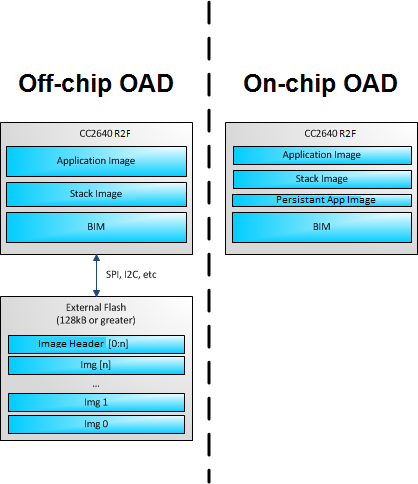 Off-chip OAD
CC2640 R2F
Application Image
Stack Image
BIM
SPI, I2C, etc
External Flash
(128kB or greater)
Image Header [0:n]
Img [n]
...
Img 1
Img 0
On-chip OAD
CC2640 R2F
Application Image
Stack Image
Persistant App Image
BIM